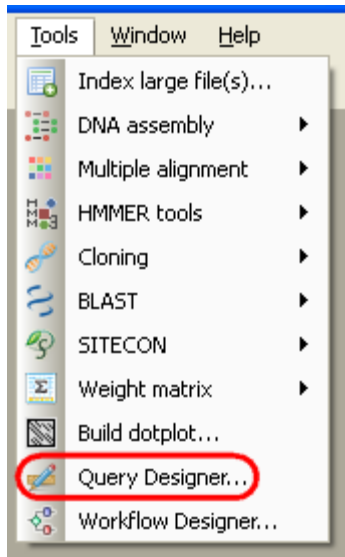 Tools Window Help
Index large file(s)...
DNA assembly
Multiple alignment
HMMER tools
Cloning
BLAST
SITECON
Weight matrix
Build dotplot...
Query Designer...
Workflow Designer...